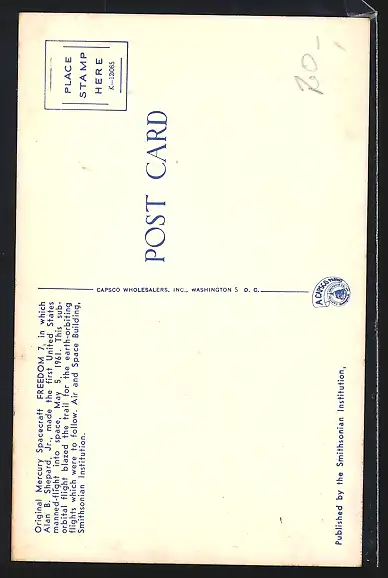 Original Mercury Spacecraft FREEDOM 7, in which
Alan B. Shepard, Jr., made the first United States
manned-flight into space, May 5, 1961. This sub-
orbital flight blazed the trail for the earth-orbiting
flights which were to follow. Air and Space Building,
Smithsonian Institution.
POST CARD
PLACE
STAMP
HERE
K-12065
CAPSCO WHOLESALERS, INC., WASHINGTON 5 D. C.
A CAPSCO
Published by the Smithsonian Institution,